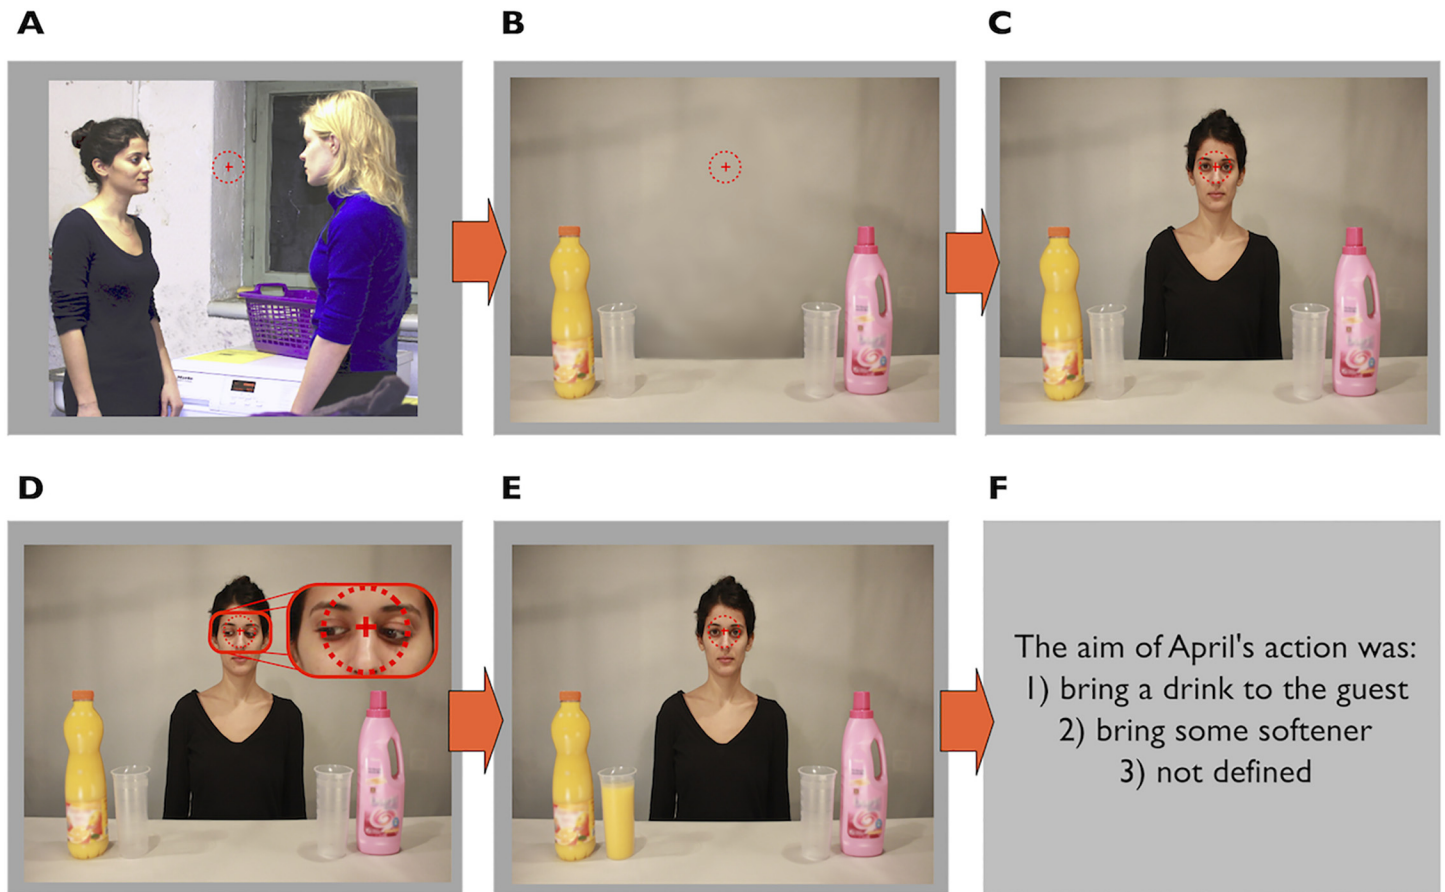 A
B
C
D
E
F
The aim of April's action was:
1) bring a drink to the guest
2) bring some softener
3) not defined